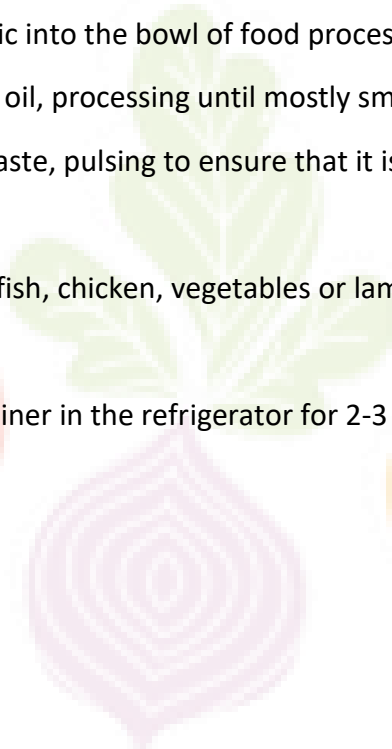 ic into the bowl of food proces
oil, processing until mostly sm
aste, pulsing to ensure that it is
fish, chicken, vegetables or lam
iner in the refrigerator for 2-3